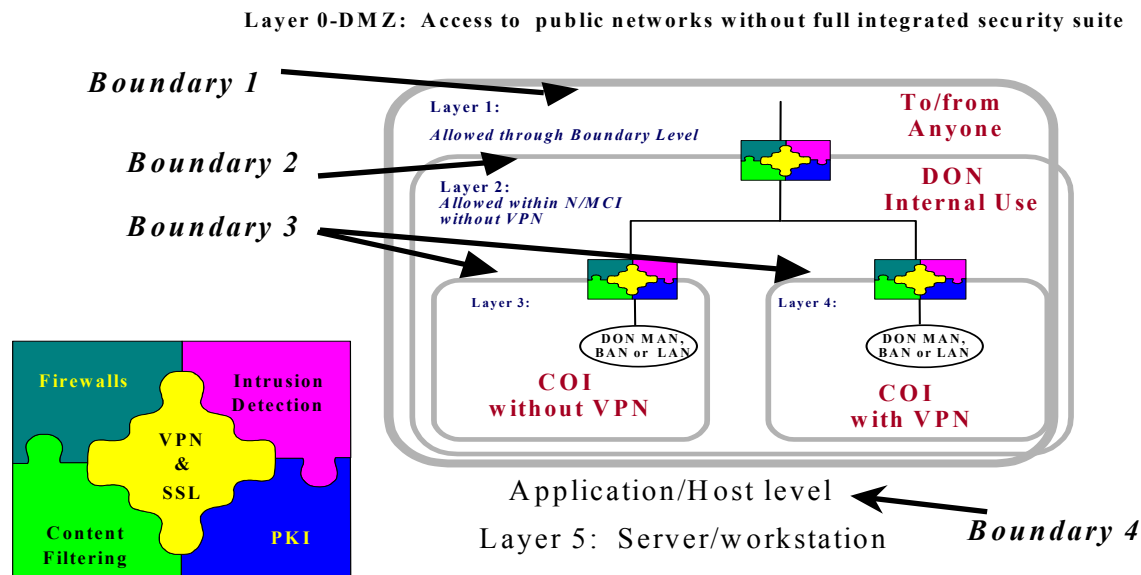 Layer 0-DMZ: Access to public networks without full integrated security suite
Boundary 1
Layer 1:
Allowed through Boundary Level
To/from
Anyone
Boundary 2
Layer 2:
Allowed within N/MCI
without VPN
DON
Internal Use
Boundary 3
Layer 3:
DON MAN,
BAN or LAN
COI
without VPN
Layer 4:
DON MAN,
BAN or LAN
COI
with VPN
Firewalls
Intrusion
Detection
VPN
&
SSL
Content
Filtering
PKI
Application/Host level
Layer 5: Server/workstation
Boundary 4